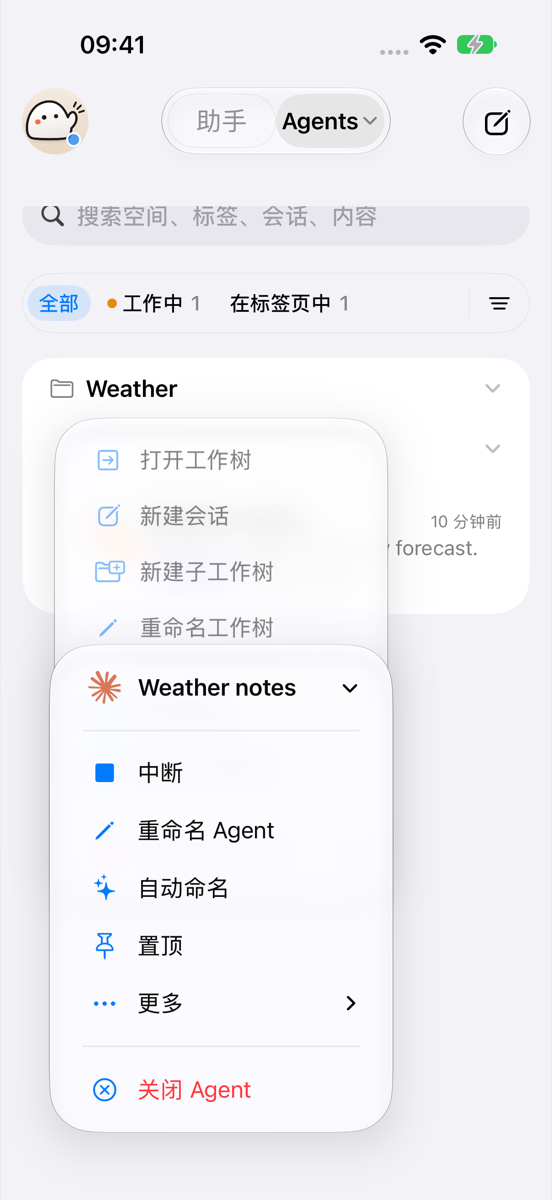 09:41
助手
Agents
搜索空间、标签、会话、内容
全部
工作中 1
在标签页中 1
Weather
打开工作树
新建会话
10 分钟前
forecast.
新建子工作树
重命名工作树
Weather notes
中断
重命名 Agent
自动命名
置顶
更多
关闭 Agent